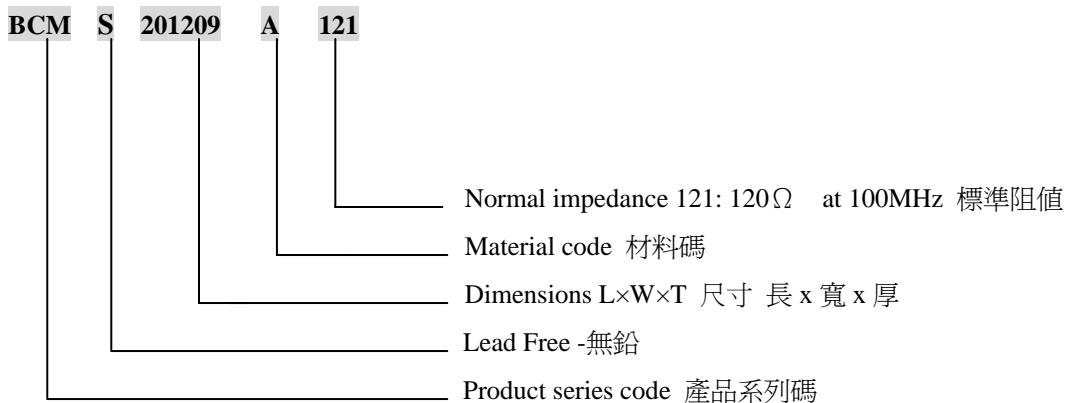 BCM S 201209 A 121
Normal impedance 121: 120Ω at 100MHz 標準阻值
Material code 材料碼
Dimensions L×W×T 尺寸 長 x 寬 x 厚
Lead Free -無鉛
Product series code 產品系列碼